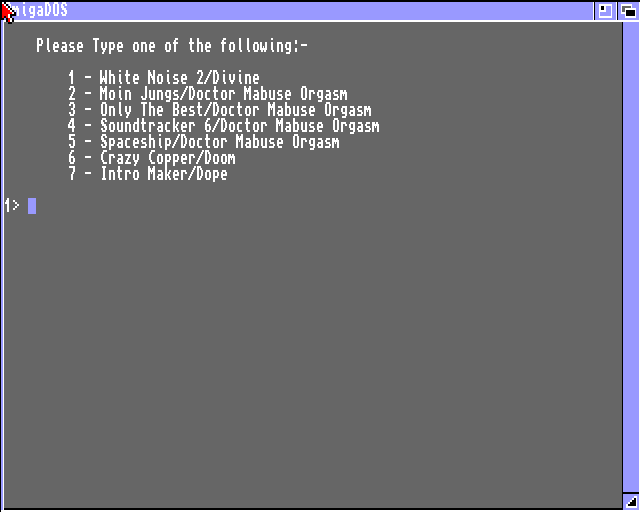 migaDOS
Please Type one of the following:-
1 - White Noise 2/Divine
2 - Moin Jungs/Doctor Mabuse Orgasm
3 - Only The Best/Doctor Mabuse Orgasm
4 - Soundtracker 6/Doctor Mabuse Orgasm
5 - Spaceship/Doctor Mabuse Orgasm
6 - Crazy Copper/Doom
7 - Intro Maker/Dope
1>